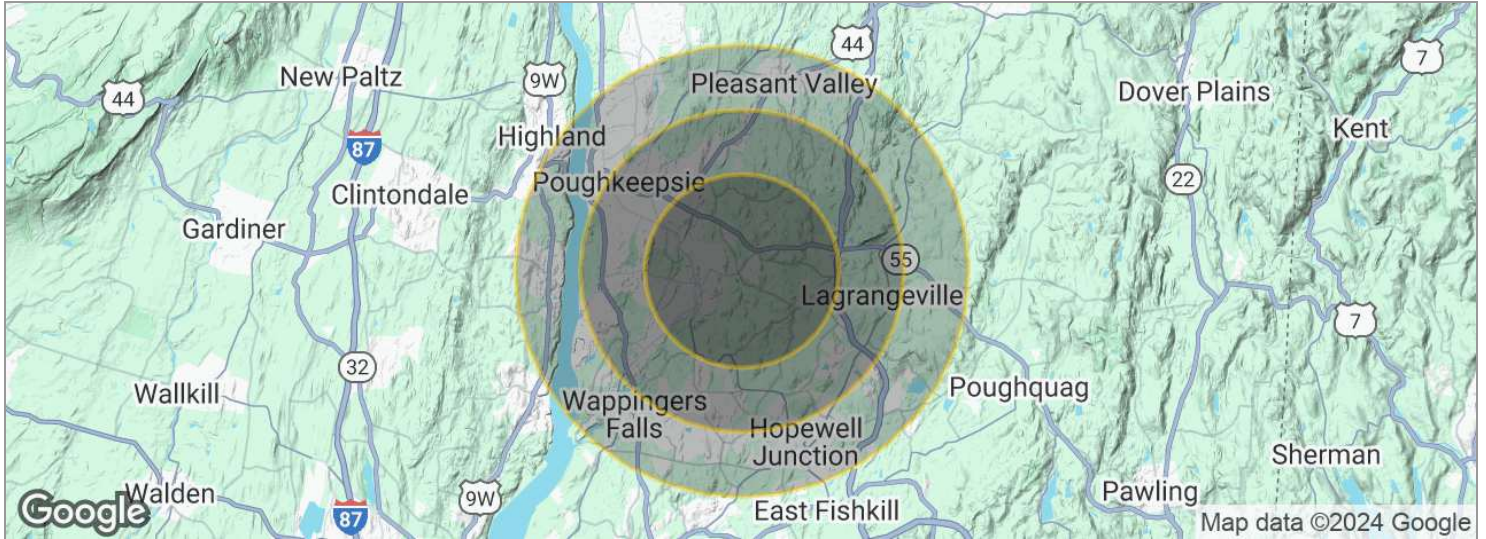 44
New Paltz
9W
Pleasant Valley
44
Dover Plains
7
Kent
Highland
87
Clintondale
Poughkeepsie
22
Gardiner
55
Lagrangeville
7
32
Wallkill
Wappingers
Falls
Hopewell
Junction
Poughquag
Sherman
Walden
9W
Pawling
Google
87
East Fishkill
Map data ©2024 Google